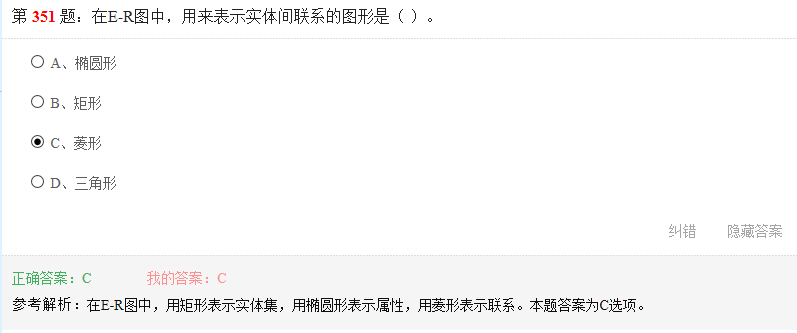 第 351 题：在E-R图中，用来表示实体间联系的图形是（ ）。
A、椭圆形
B、矩形
C、菱形
D、三角形
纠错 隐藏答案
正确答案：C 我的答案：C
参考解析：在E-R图中，用矩形表示实体集，用椭圆形表示属性，用菱形表示联系。本题答案为C选项。